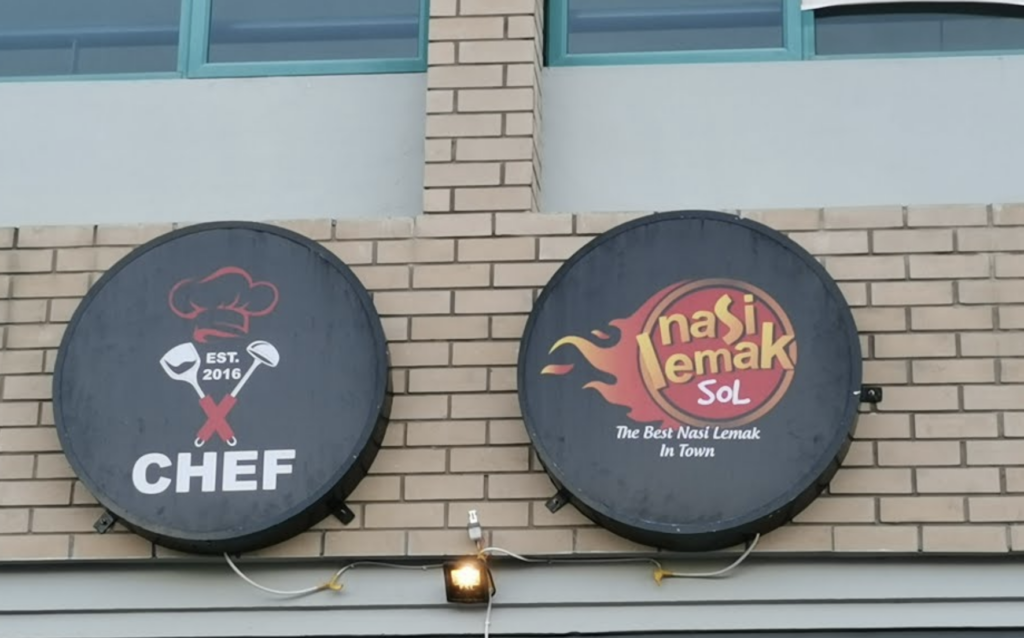 EST.
2016
CHEF
nasi
lemak
SoL
The Best Nasi Lemak
In Town